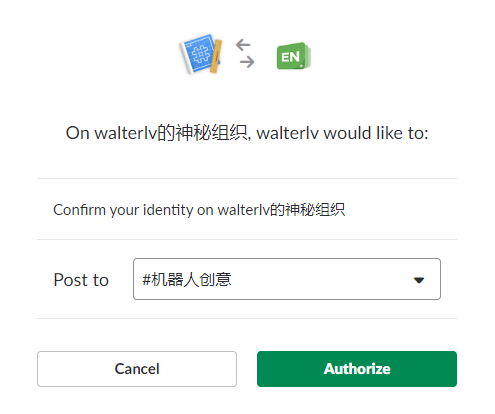 EN
On walterlv的神秘组织, walterlv would like to:
Confirm your identity on walterlv的神秘组织
Post to #机器人创意
Cancel Authorize